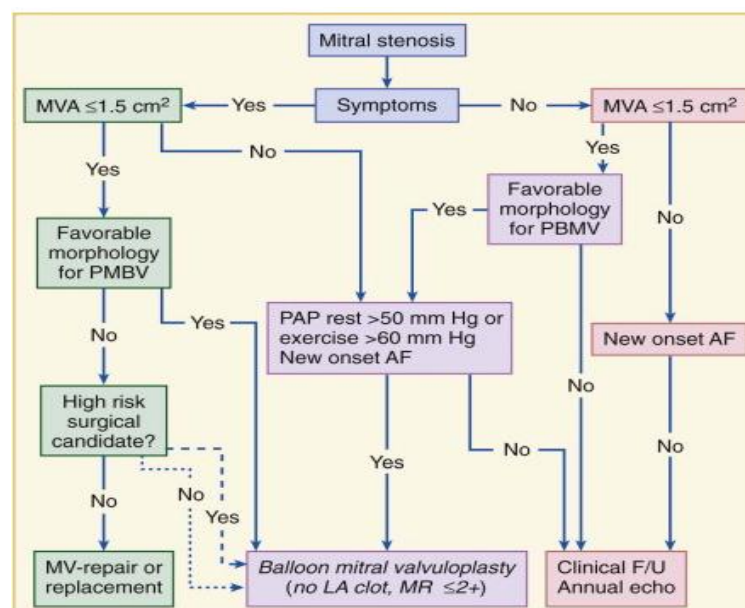 Mitral stenosis
MVA ≤1.5 cm²
Yes
Symptoms
No
MVA ≤1.5 cm²
Yes
No
Yes
Favorable
morphology
for PMBV
Yes
Favorable
morphology
for PBMV
No
No
Yes
PAP rest >50 mm Hg or
exercise >60 mm Hg
New onset AF
New onset AF
No
High risk
surgical
candidate?
No
No
Yes
Yes
No
No
MV-repair or
replacement
Balloon mitral valvuloplasty
(no LA clot, MR ≤2+)
Clinical F/U
Annual echo